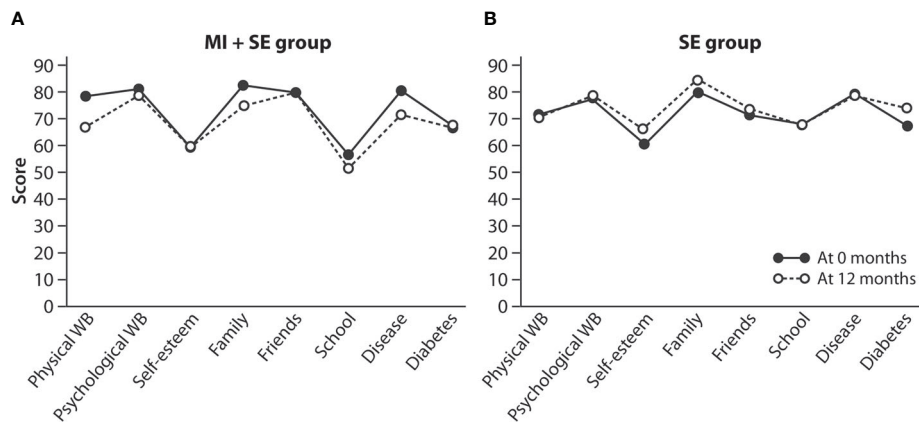 A
MI + SE group
Score
90
80
70
60
50
40
30
20
10
0
Physical WB
Psychological WB
Self-esteem
Family
Friends
School
Disease
Diabetes
B
SE group
90
80
70
60
50
40
30
20
10
0
At 0 months
At 12 months
Physical WB
Psychological WB
Self-esteem
Family
Friends
School
Disease
Diabetes